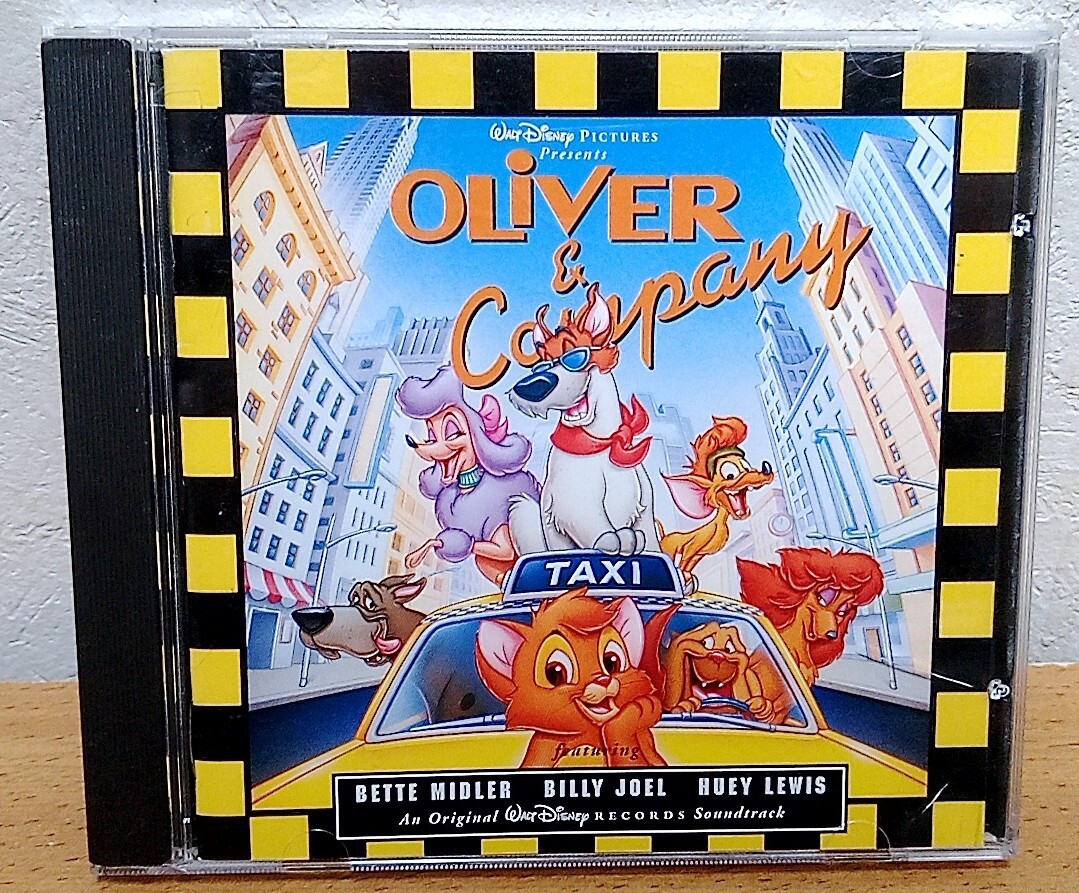 WALT DISNEY PICTURES
Presents
OLiVER
& Company
TAXI
featuring
BETTE MIDLER BILLY JOEL HUEY LEWIS
An Original WALT DISNEY RECORDS Soundtrack